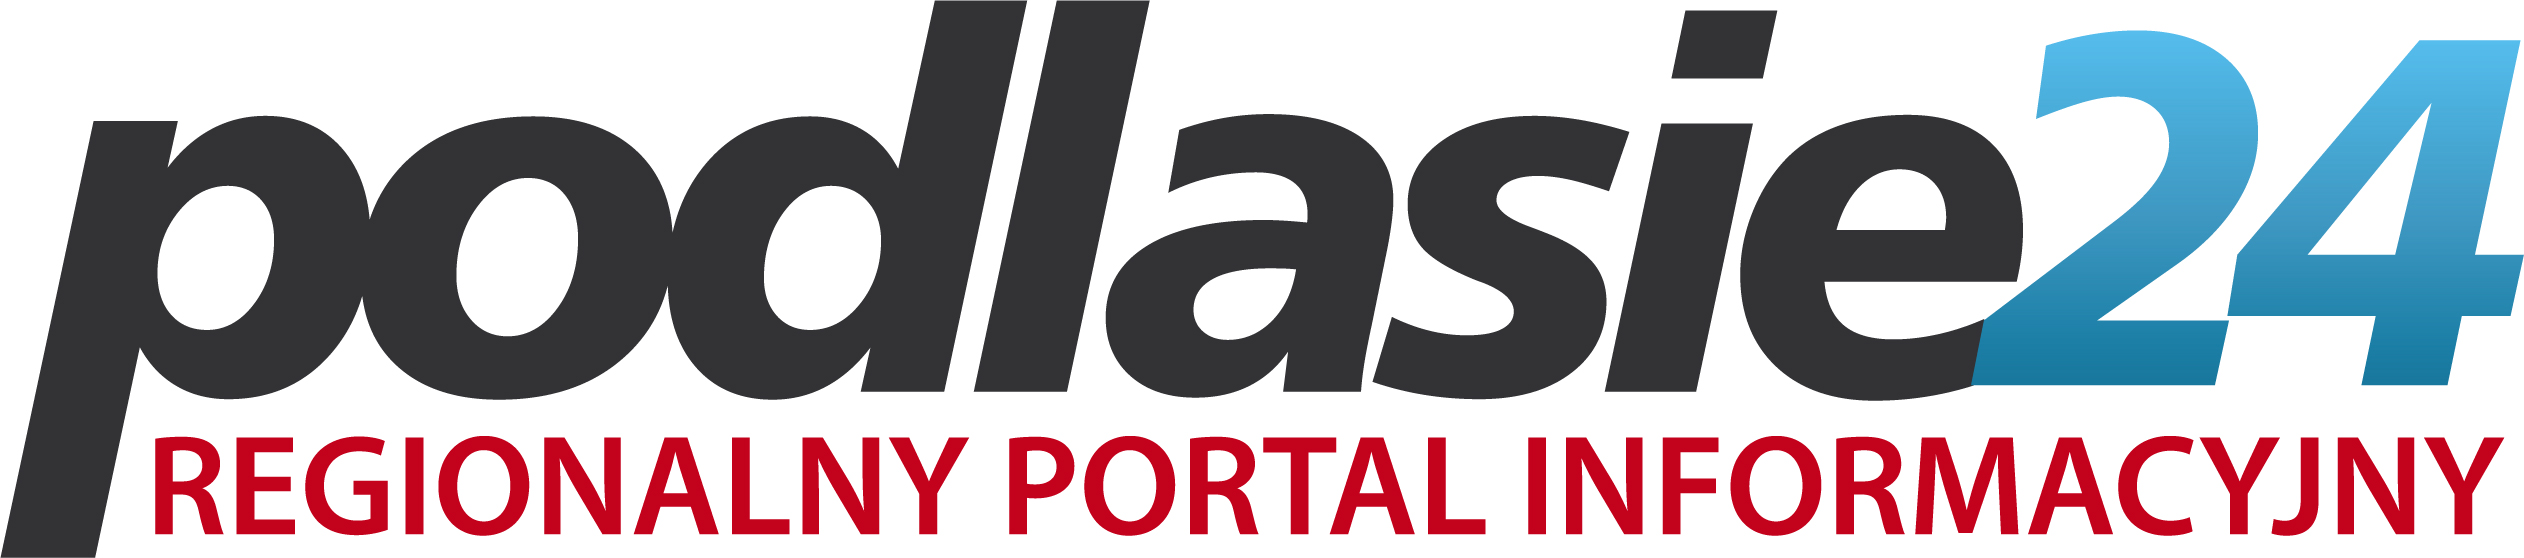 podlasie24
REGIONALNY PORTAL INFORMACYJNY